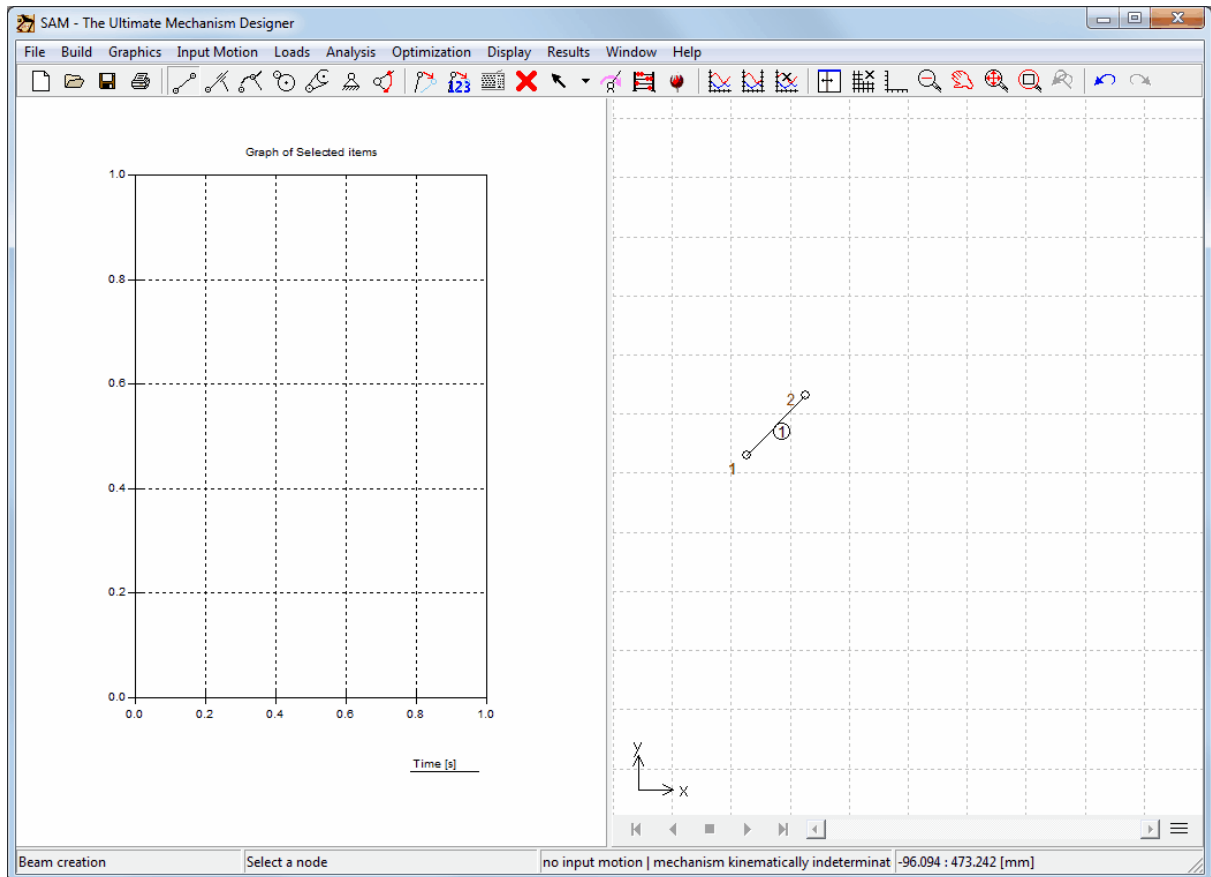 SAM - The Ultimate Mechanism Designer
File Build Graphics Input Motion Loads Analysis Optimization Display Results Window Help
123
Graph of Selected items
1.0
0.8
0.6
0.4
0.2
0.0
0.0 0.2 0.4 0.6 0.8 1.0
Time [s]
2
1
1
y
x
Beam creation Select a node no input motion | mechanism kinematically indeterminat -96.094 : 473.242 [mm]